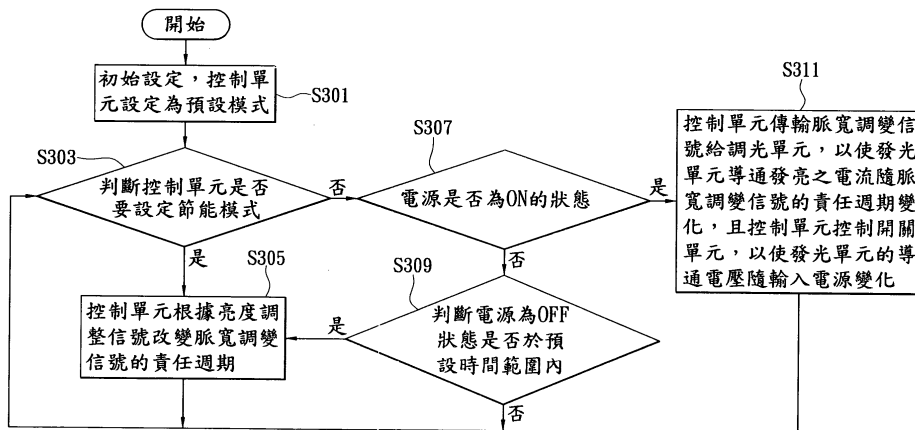 開始
初始設定，控制單
元設定為預設模式
S301
S303
判斷控制單元是否
要設定節能模式
否
是
S305
控制單元根據亮度調
整信號改變脈寬調變
信號的責任週期
S307
電源是否為ON的狀態
是
否
S309
判斷電源為OFF
狀態是否於預
設時間範圍內
是
否
S311
控制單元傳輸脈寬調變信
號給調光單元，以使發光
單元導通發亮之電流隨脈
寬調變信號的責任週期變
化，且控制單元控制開關
單元，以使發光單元的導
通電壓隨輸入電源變化